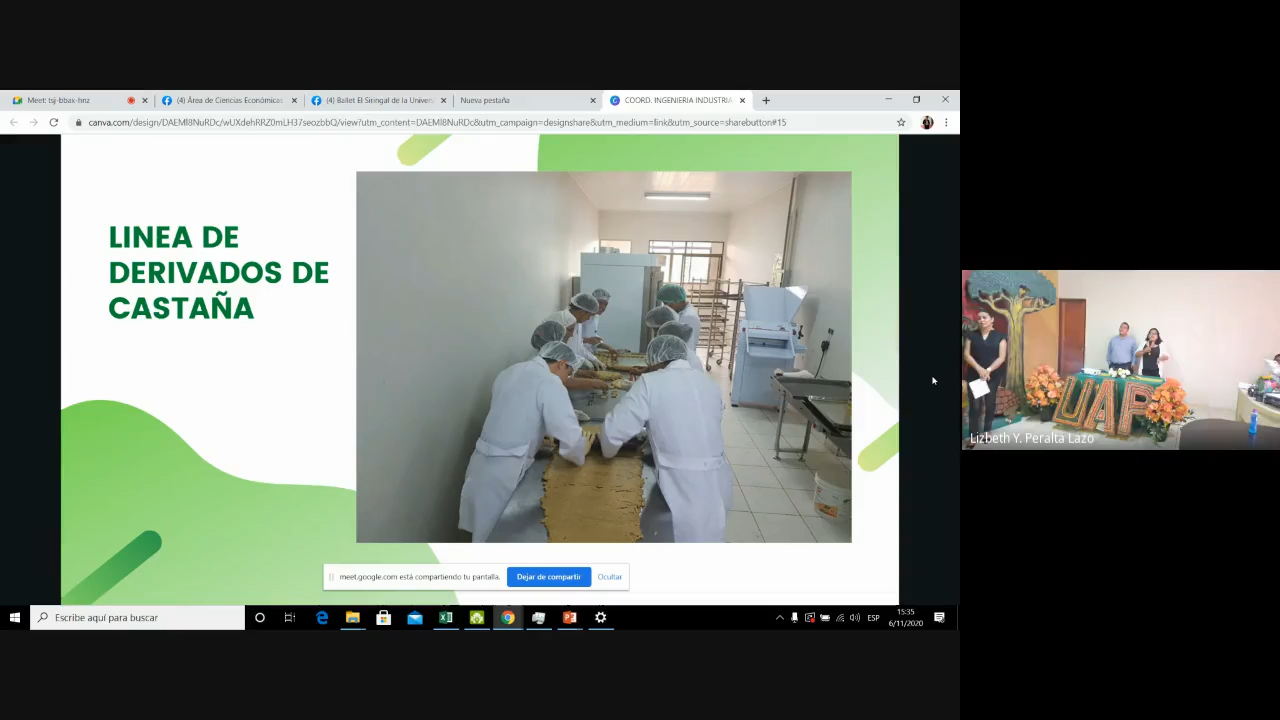 Meet: tsj-bbax-hnz
(4) Área de Ciencias Económicas
(4) Ballet El Siringal de la Univers
Nueva pestaña
COORD. INGENIERIA INDUSTRIA
canva.com/design/DAEMl8NuRDc/wUXdehRRZ0mLH37seozbbQ/view?utm_content=DAEMl8NuRDc&utm_campaign=designshare&utm_medium=link&utm_source=sharebutton#15
LINEA DE
DERIVADOS DE
CASTAÑA
UAP
Lizbeth Y. Peralta Lazo
meet.google.com está compartiendo tu pantalla.
Dejar de compartir
Ocultar
Escribe aquí para buscar
ESP
15:35
6/11/2020